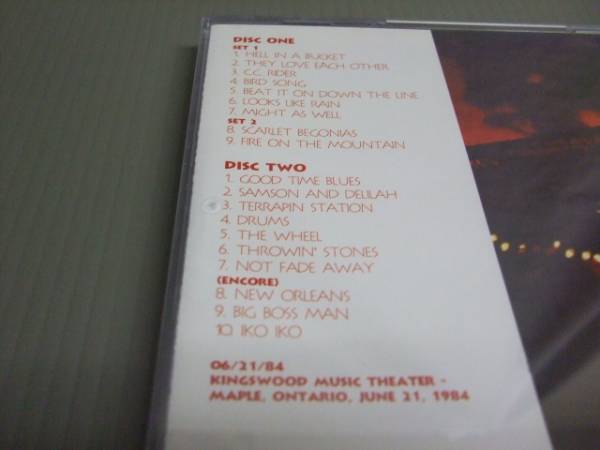 DISC ONE
SET 1
1. HELL IN A BUCKET
2. THEY LOVE EACH OTHER
3. C.C. RIDER
4. BIRD SONG
5. BEAT IT ON DOWN THE LINE
6. LOOKS LIKE RAIN
7. MIGHT AS WELL
SET 2
8. SCARLET BEGONIAS
9. FIRE ON THE MOUNTAIN
DISC TWO
1. GOOD TIME BLUES
2. SAMSON AND DELILAH
3. TERRAPIN STATION
4. DRUMS
5. THE WHEEL
6. THROWIN' STONES
7. NOT FADE AWAY
(ENCORE)
8. NEW ORLEANS
9. BIG BOSS MAN
10. IKO IKO
06/21/84
KINGSWOOD MUSIC THEATER -
MAPLE, ONTARIO, JUNE 21, 1984